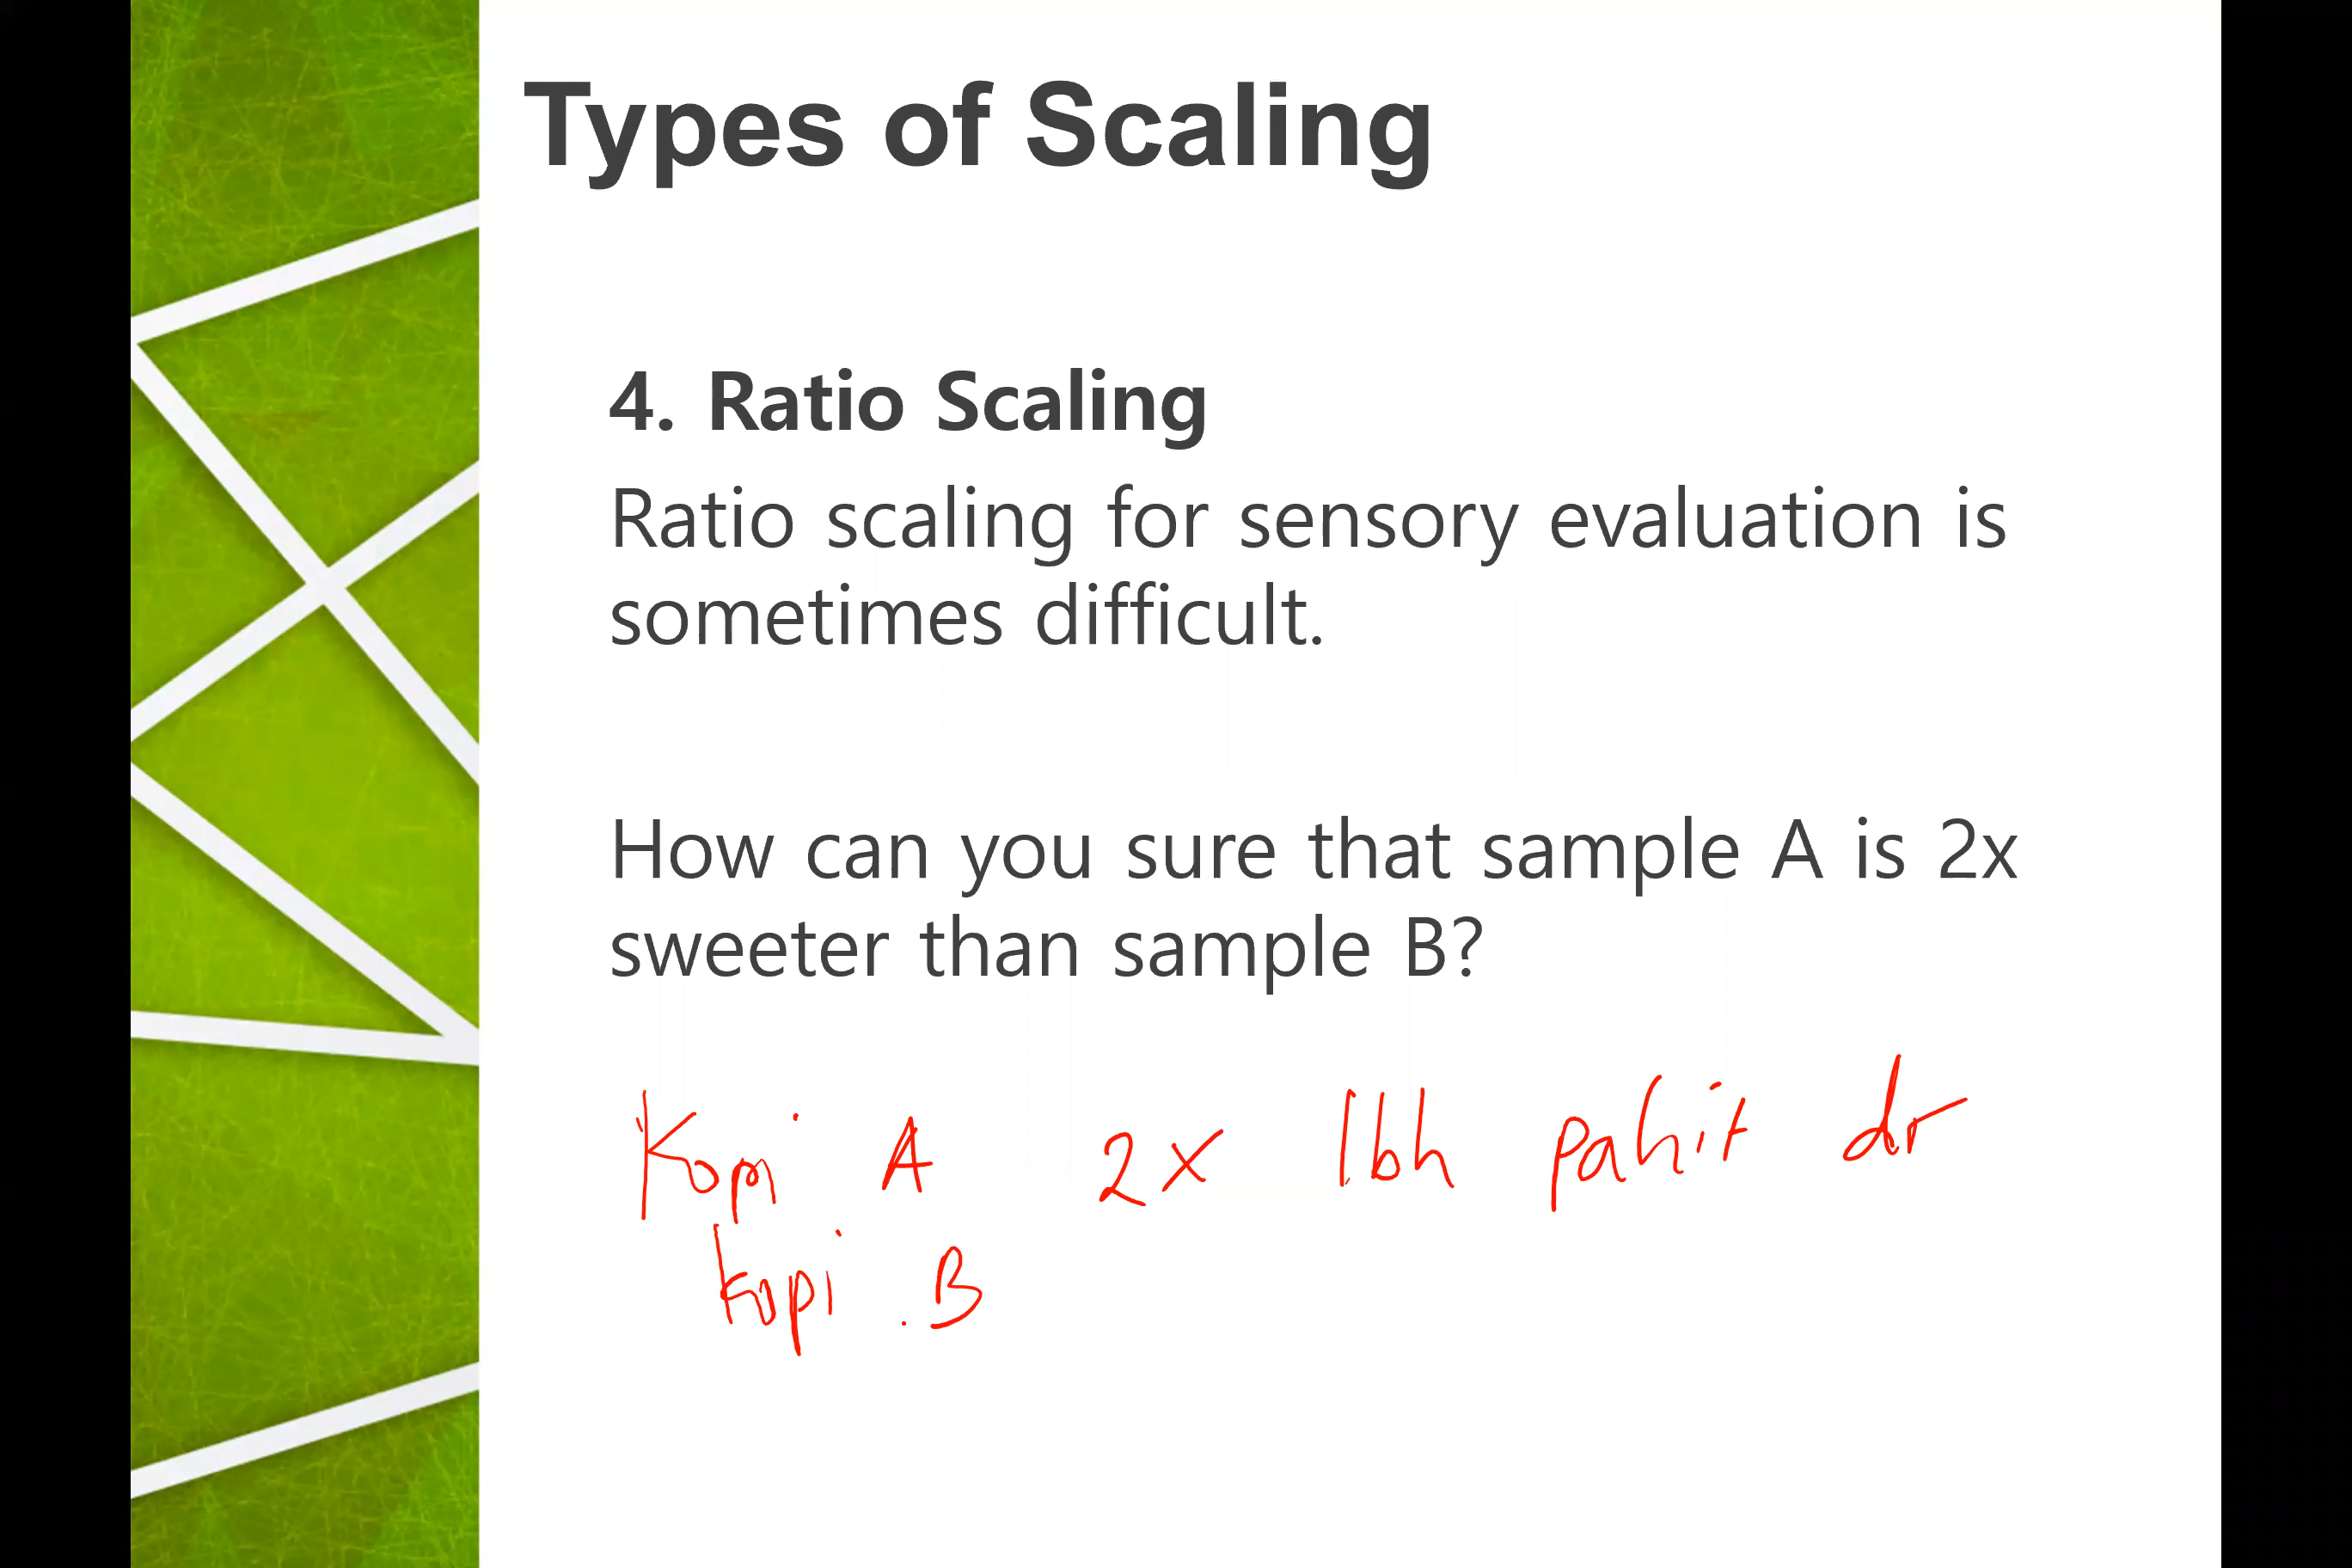 Types of Scaling
4. Ratio Scaling
Ratio scaling for sensory evaluation is
sometimes difficult.
How can you sure that sample A is 2x
sweeter than sample B?
Kopi A 2x lbh pahit dr
kopi B